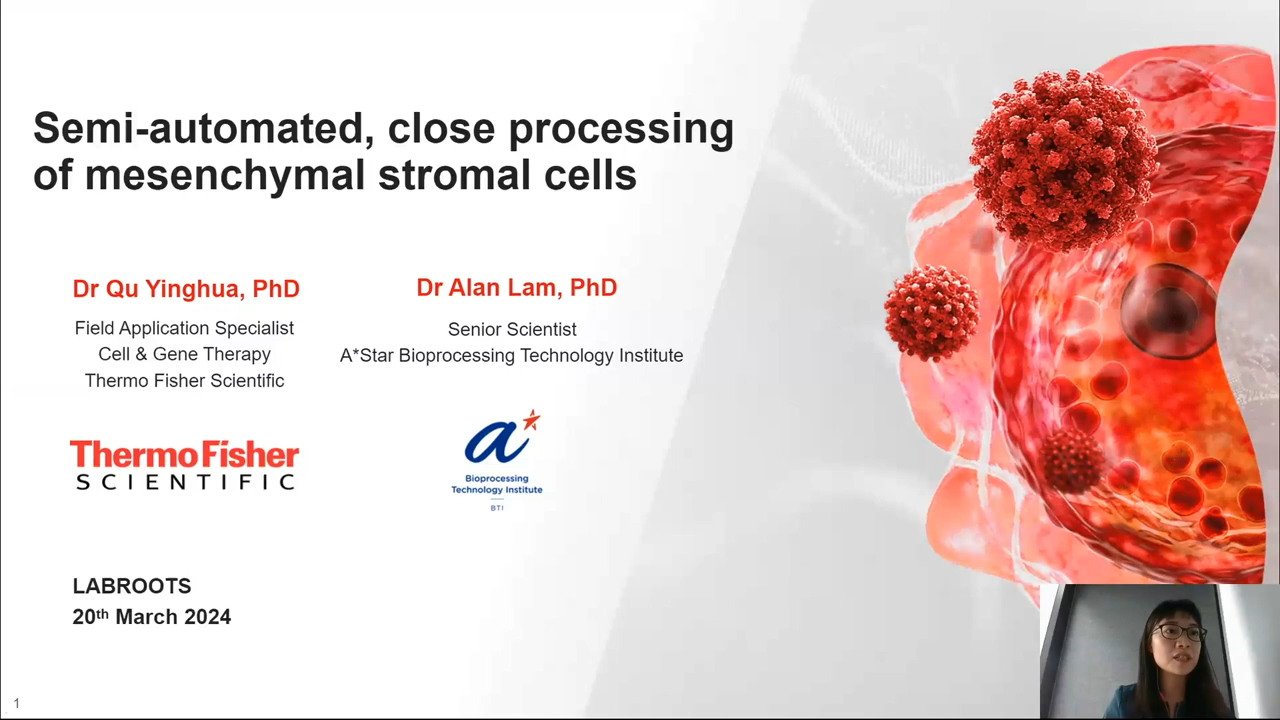 Semi-automated, close processing
of mesenchymal stromal cells
Dr Qu Yinghua, PhD
Field Application Specialist
Cell & Gene Therapy
Thermo Fisher Scientific
ThermoFisher
SCIENTIFIC
Dr Alan Lam, PhD
Senior Scientist
A*Star Bioprocessing Technology Institute
a
Bioprocessing
Technology Institute
BTI
LABROOTS
20th March 2024
1